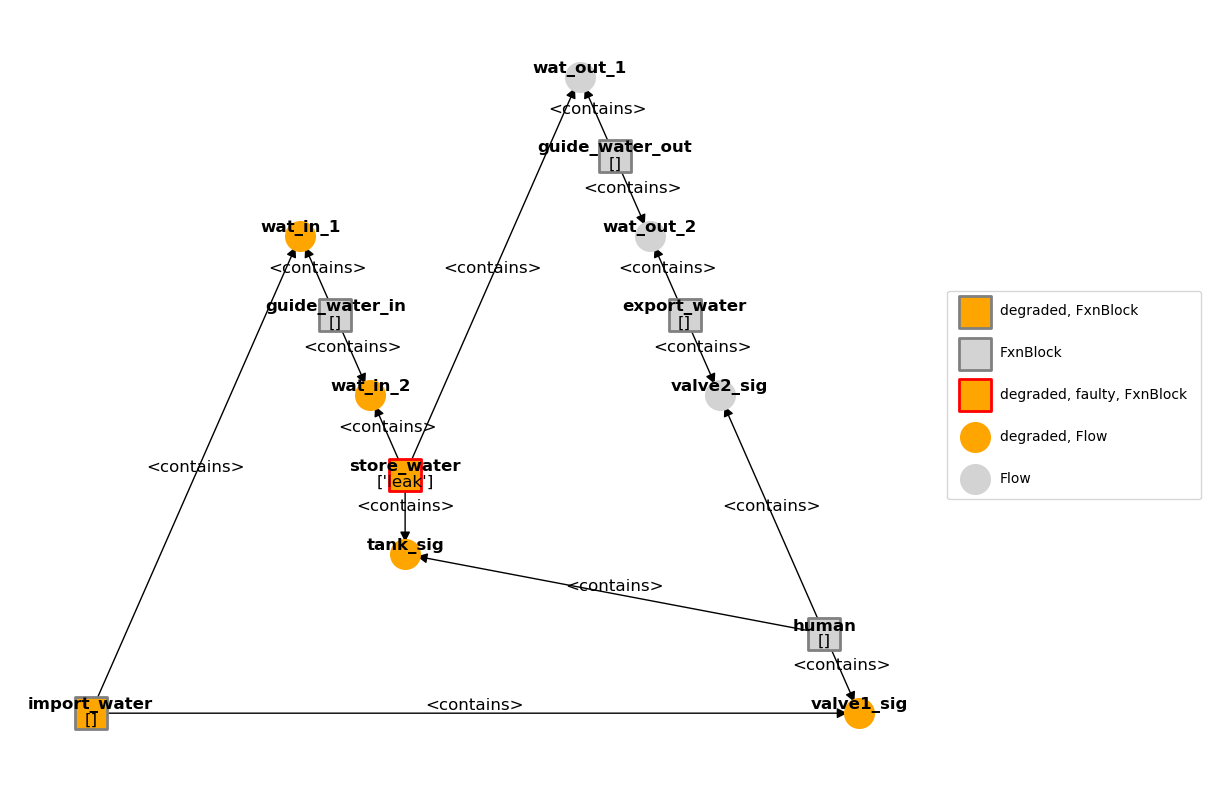 wat_out_1
<contains>
guide_water_out
[]
<contains>
wat_in_1
wat_out_2
<contains>
<contains>
<contains>
guide_water_in
[]
export_water
[]
<contains>
<contains>
wat_in_2
valve2_sig
<contains>
store_water
['leak']
<contains>
<contains>
<contains>
tank_sig
<contains>
human
[]
<contains>
import_water
[]
<contains>
valve1_sig
degraded, FxnBlock
FxnBlock
degraded, faulty, FxnBlock
degraded, Flow
Flow